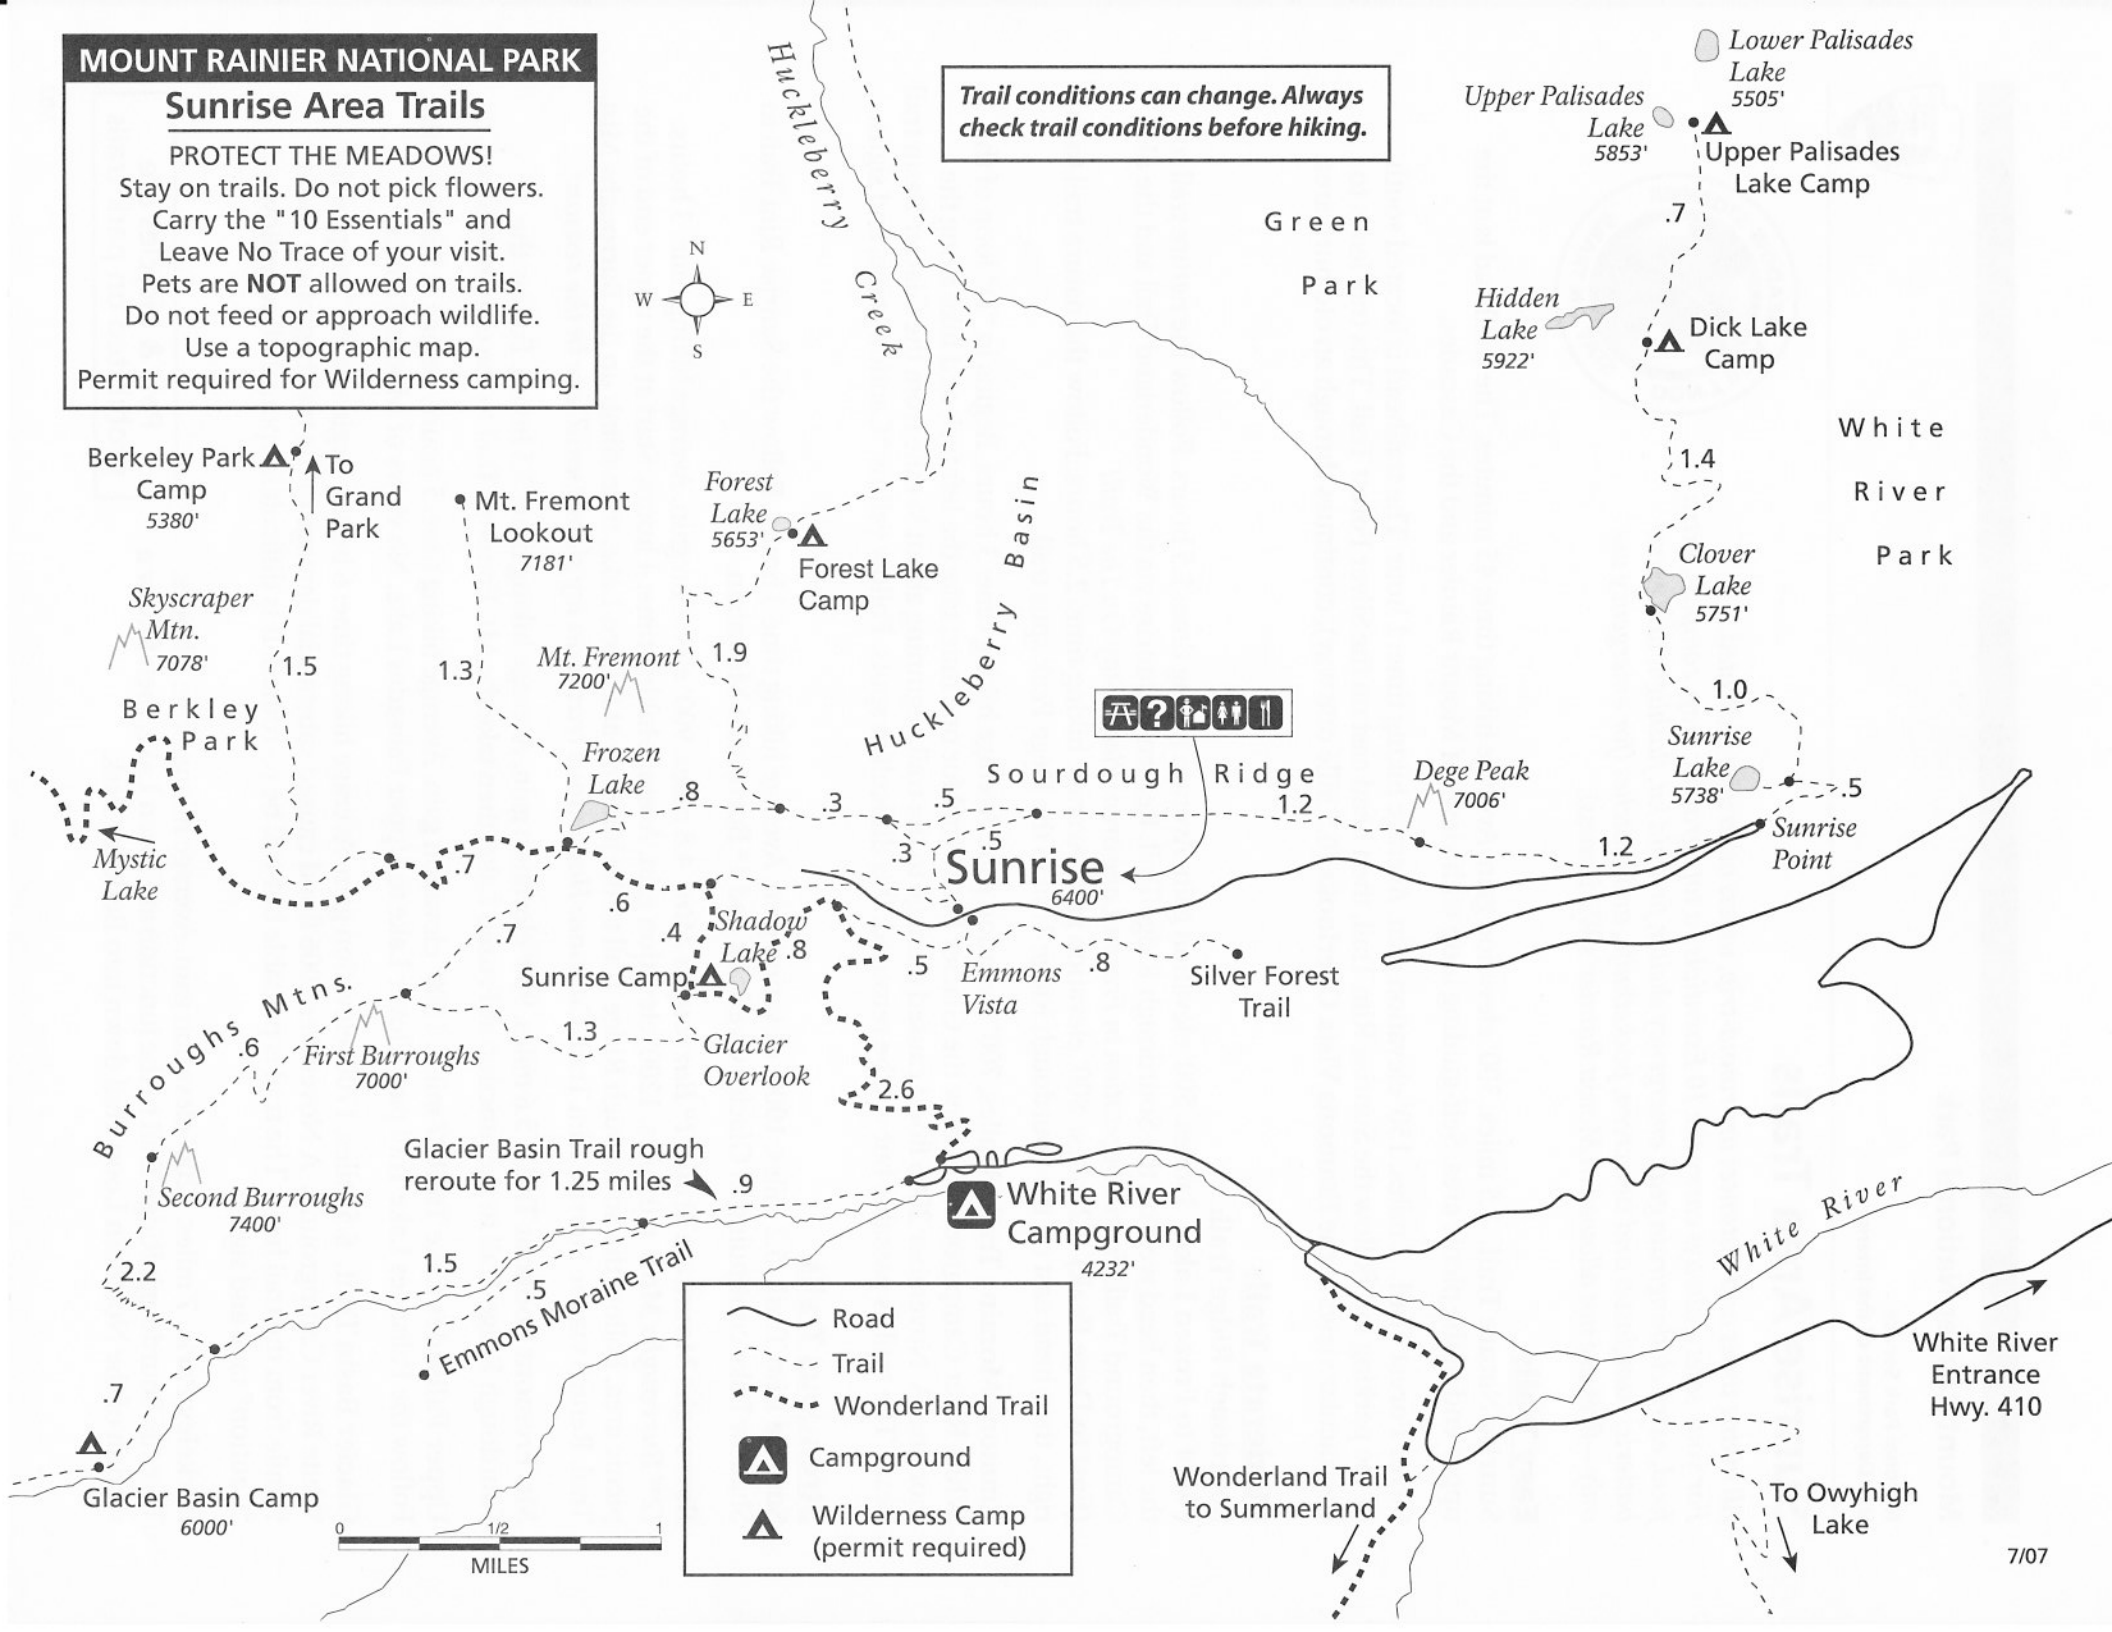 MOUNT RAINIER NATIONAL PARK
Sunrise Area Trails
PROTECT THE MEADOWS!
Stay on trails. Do not pick flowers.
Carry the "10 Essentials" and
Leave No Trace of your visit.
Pets are NOT allowed on trails.
Do not feed or approach wildlife.
Use a topographic map.
Permit required for Wilderness camping.
Trail conditions can change. Always
check trail conditions before hiking.
Huckleberry
Creek
N
W
E
S
Green
Park
Lower Palisades
Lake
5505'
Upper Palisades
Lake
5853'
Upper Palisades
Lake Camp
.7
Hidden
Lake
5922'
Dick Lake
Camp
White
River
Park
1.4
Clover
Lake
5751'
1.0
Sunrise
Lake
5738'
.5
Sunrise
Point
Berkeley Park
Camp
5380'
To
Grand
Park
Mt. Fremont
Lookout
7181'
Forest
Lake
5653'
Forest Lake
Camp
Huckleberry Basin
Skyscraper
Mtn.
7078'
1.5
1.3
Mt. Fremont
7200'
1.9
Berkley
Park
Frozen
Lake
?
Sourdough Ridge
Dege Peak
7006'
.8
.3
.5
1.2
.5
.3
1.2
Mystic
Lake
.7
Sunrise
6400'
.6
.4
Shadow
Lake
.8
.7
Sunrise Camp
.5
Emmons
Vista
.8
Silver Forest
Trail
Burroughs Mtns.
.6
First Burroughs
7000'
1.3
Glacier
Overlook
2.6
Second Burroughs
7400'
Glacier Basin Trail rough
reroute for 1.25 miles
.9
White River
Campground
4232'
White River
2.2
1.5
.5
Emmons Moraine Trail
.7
Glacier Basin Camp
6000'
0
1/2
1
MILES
Road
Trail
Wonderland Trail
Campground
Wilderness Camp
(permit required)
Wonderland Trail
to Summerland
White River
Entrance
Hwy. 410
To Owyhigh
Lake
7/07